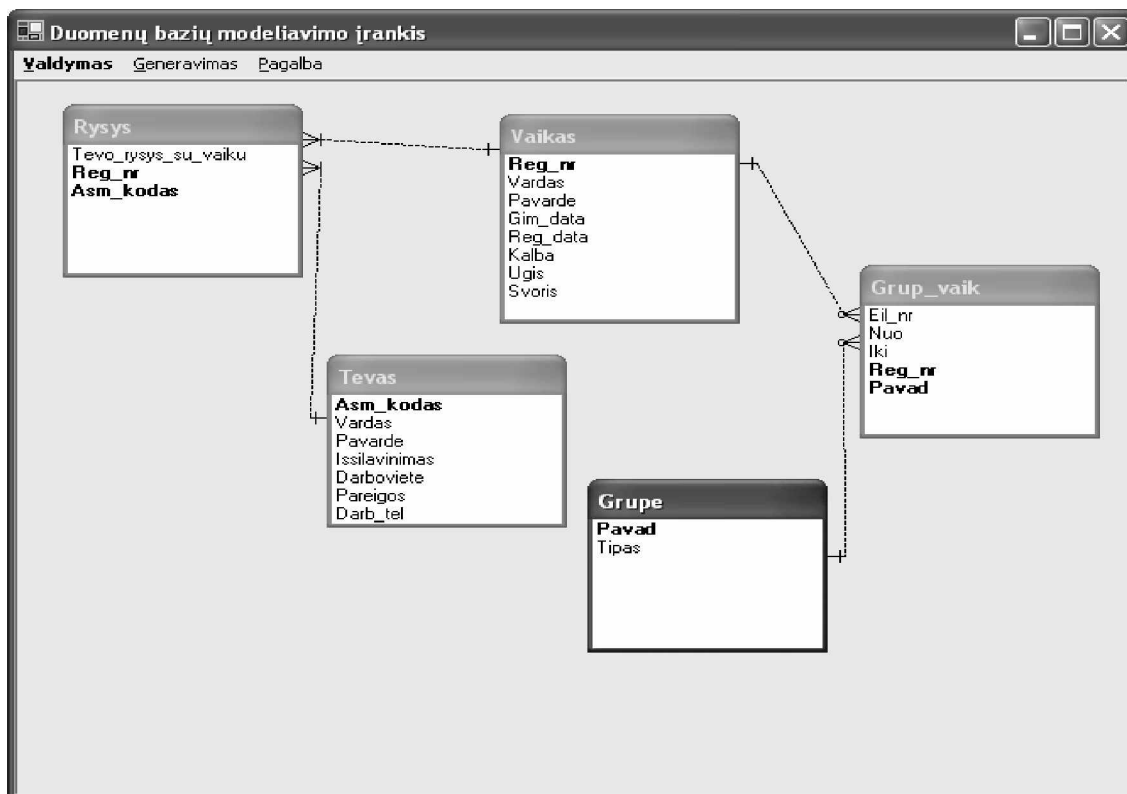 Duomenų bazių modeliavimo įrankis
Valdymas Generavimas Pagalba
Rysys
Tevo_rysys_su_vaiku
Reg_nr
Asm_kodas
Vaikas
Reg_nr
Vardas
Pavarde
Gim_data
Reg_data
Kalba
Ugis
Svoris
Grup_vaik
Eil_nr
Nuo
Iki
Reg_nr
Pavad
Tevas
Asm_kodas
Vardas
Pavarde
Issilavinimas
Darboviete
Pareigos
Darb_tel
Grupe
Pavad
Tipas